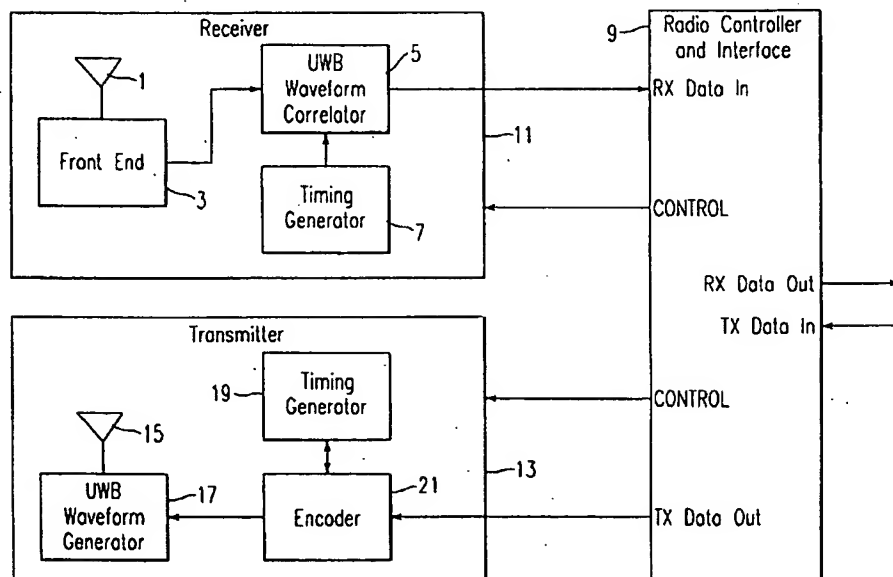 Receiver
1
Front End
3
UWB
Waveform
Correlator
5
Timing
Generator
7
11
9
Radio Controller
and Interface
RX Data In
CONTROL
RX Data Out
TX Data In
CONTROL
TX Data Out
Transmitter
19
Timing
Generator
15
UWB
Waveform
Generator
17
Encoder
21
13